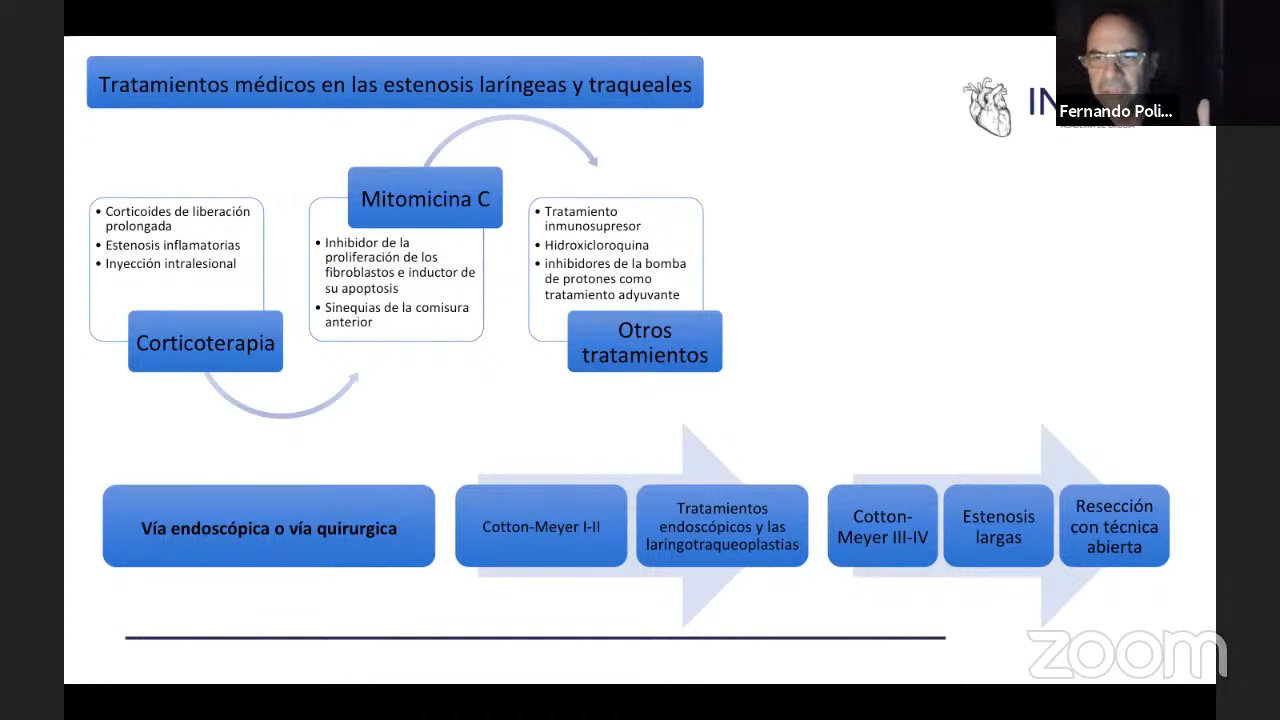 Tratamientos médicos en las estenosis laríngeas y traqueales
Fernando Poli...
• Corticoides de liberación
prolongada
• Estenosis inflamatorias
• Inyección intralesional
Corticoterapia
Mitomicina C
• Inhibidor de la
proliferación de los
fibroblastos e inductor de
su apoptosis
• Sinequias de la comisura
anterior
• Tratamiento
inmunosupresor
• Hidroxicloroquina
• inhibidores de la bomba
de protones como
tratamiento adyuvante
Otros
tratamientos
Vía endoscópica o vía quirurgica
Cotton-Meyer I-II
Tratamientos
endoscópicos y las
laringotraqueoplastias
Cotton-
Meyer III-IV
Estenosis
largas
Resección
con técnica
abierta
zoom